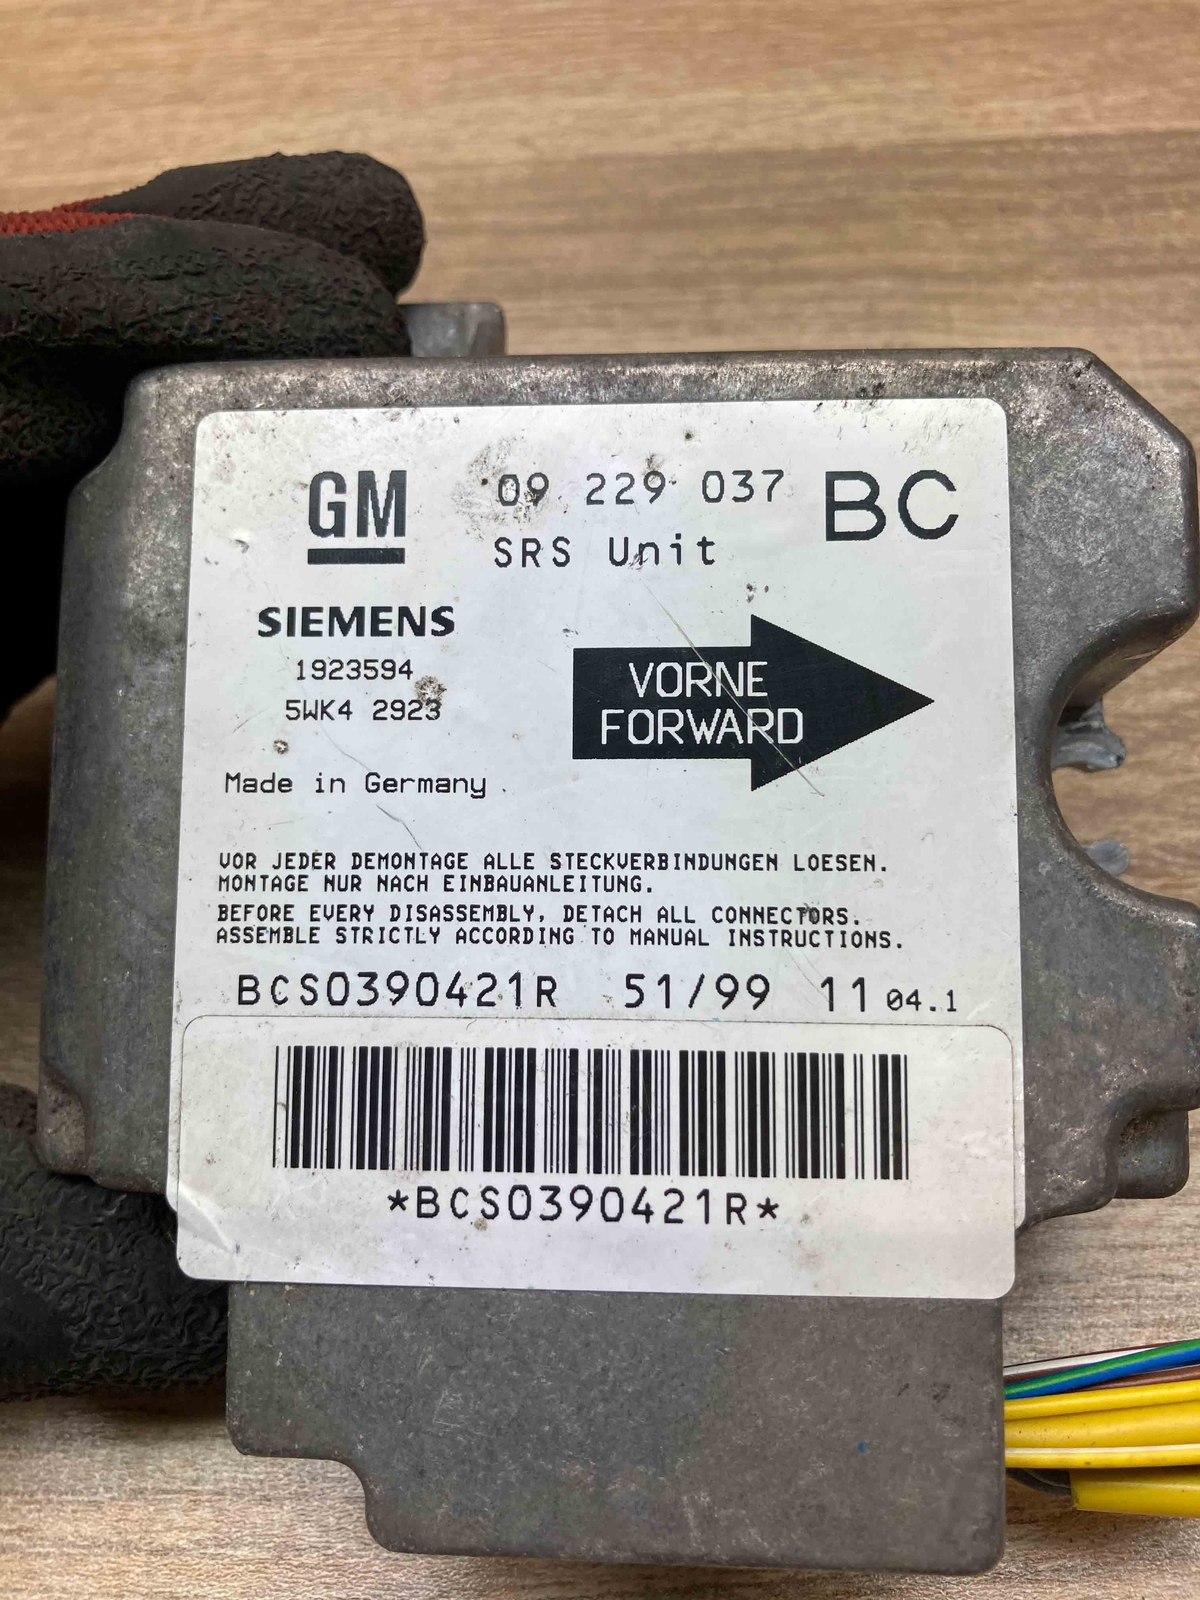 GM 09 229 037 BC
SRS Unit
SIEMENS
1923594
5WK4 2923
VORNE
FORWARD
Made in Germany
VOR JEDER DEMONTAGE ALLE STECKVERBINDUNGEN LOESEN.
MONTAGE NUR NACH EINBAUANLEITUNG.
BEFORE EVERY DISASSEMBLY, DETACH ALL CONNECTORS.
ASSEMBLE STRICTLY ACCORDING TO MANUAL INSTRUCTIONS.
BCS0390421R 51/99 11 04.1
*BCS0390421R*